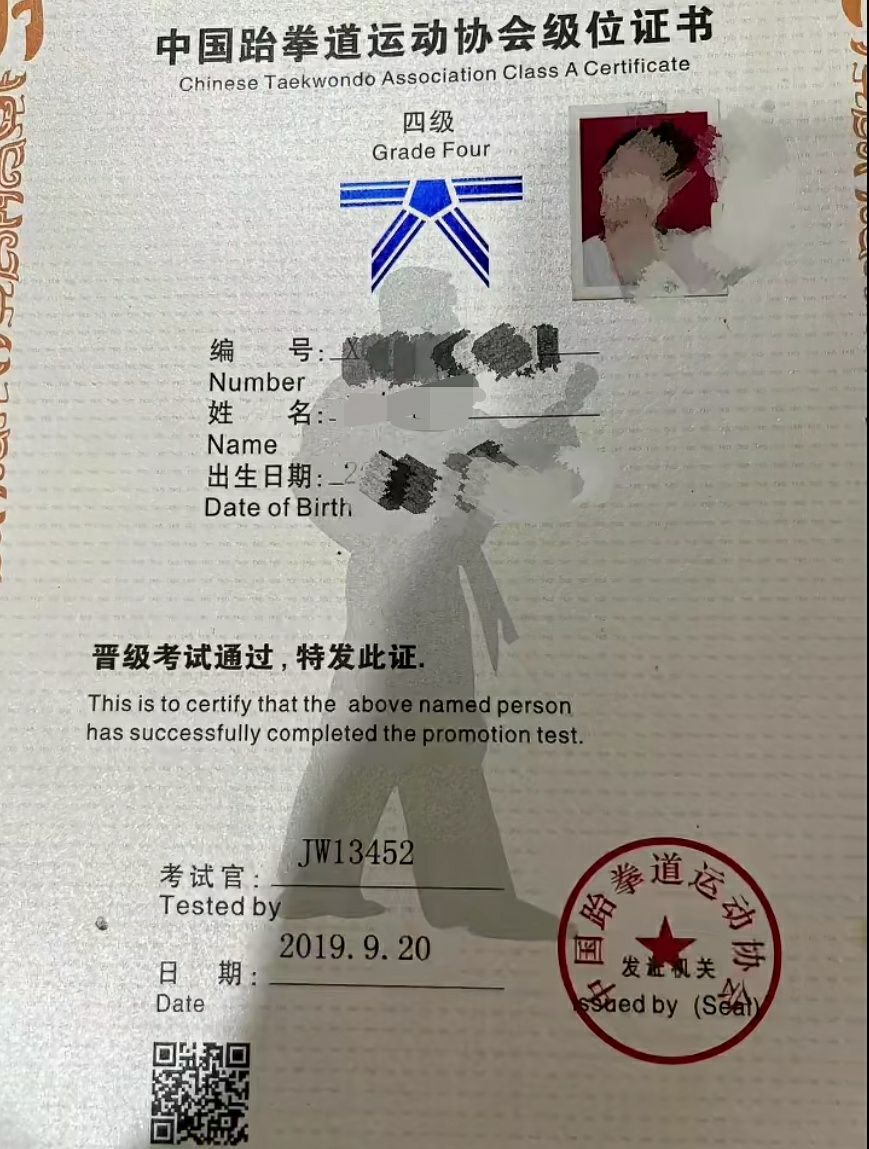 中国跆拳道运动协会级位证书
Chinese Taekwondo Association Class A Certificate
四级
Grade Four
编 号:
Number
姓 名:
Name
出生日期:
Date of Birth
晋级考试通过,特发此证.
This is to certify that the above named person
has successfully completed the promotion test.
考试官: JW13452
Tested by
日 期: 2019.9.20
Date
中国跆拳道运动协会
发证机关
Issued by (Seal)